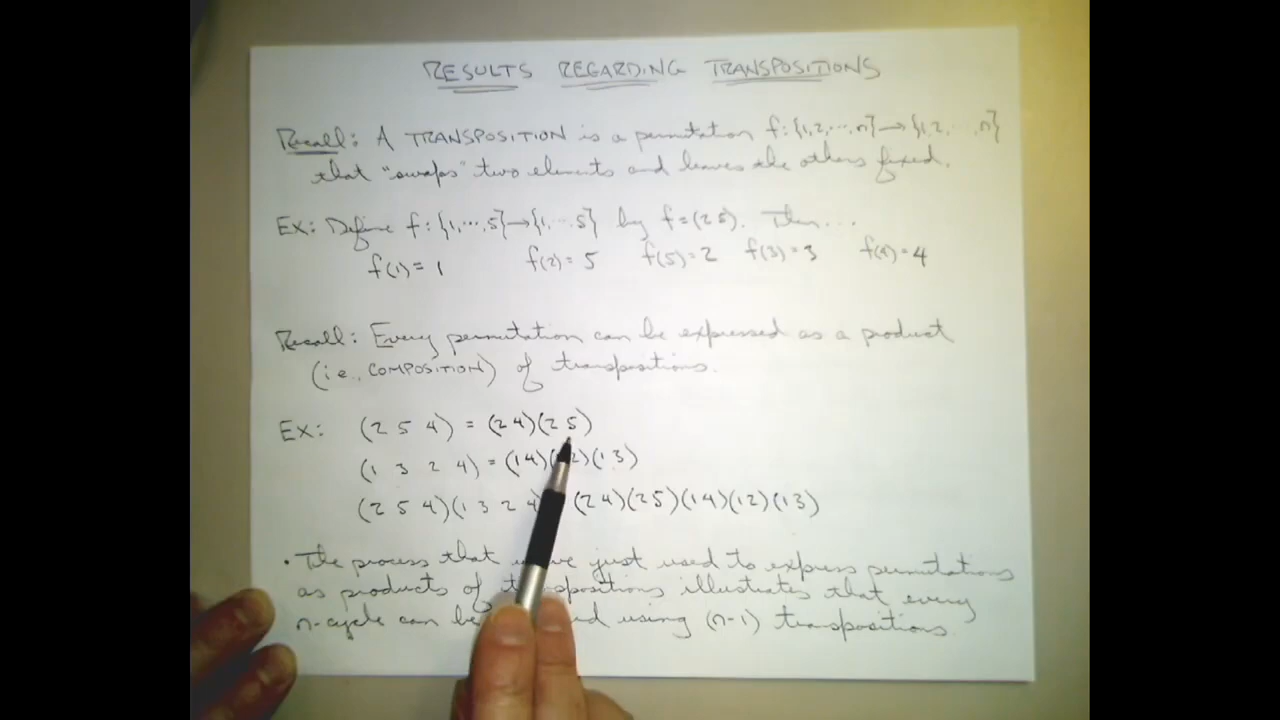 RESULTS REGARDING TRANSPOSITIONS
Recall: A TRANSPOSITION is a permutation f: {1,2,...,n} → {1,2,...,n}
that "swaps" two elements and leaves the others fixed.
EX: Define f: {1,...,5} → {1,...,5} by f=(2 5). Then...
f(1)=1 f(2)=5 f(5)=2 f(3)=3 f(4)=4
Recall: Every permutation can be expressed as a product
(i.e., COMPOSITION) of transpositions.
EX: (2 5 4) = (2 4)(2 5)
(1 3 2 4) = (1 4)( 2)(1 3)
(2 5 4)(1 3 2 4 (2 4)(2 5)(1 4)(1 2)(1 3)
• The process that just used to express permutations
as products of transpositions illustrates that every
n-cycle can be using (n-1) transpositions.